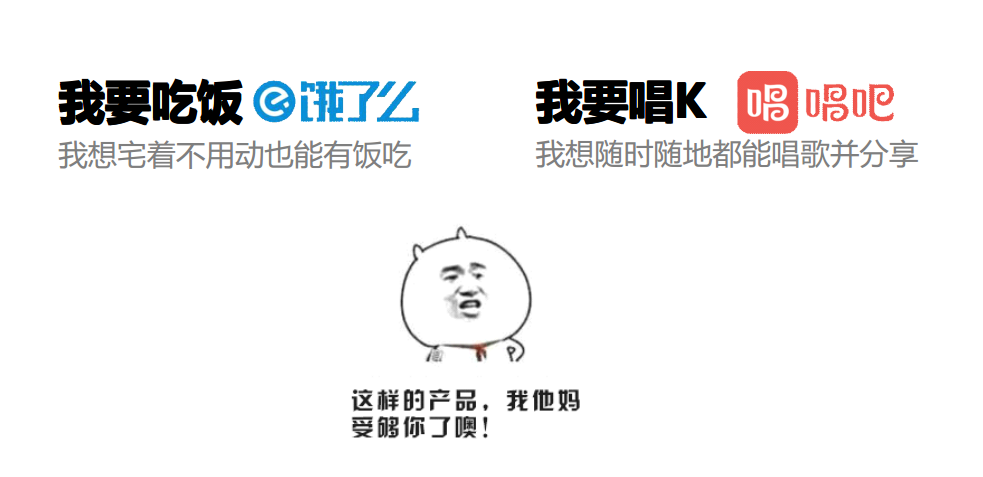 我要吃饭 饿了么
我想宅着不用动也能有饭吃
我要唱K 唱 唱吧
我想随时随地都能唱歌并分享
这样的产品，我他妈
受够你了噢！